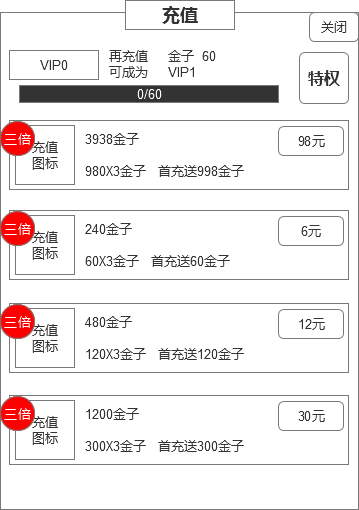 充值
关闭
VIP0
再充值 金子 60
可成为 VIP1
特权
0/60
三倍
充值
图标
3938金子
98元
980X3金子 首充送998金子
三倍
充值
图标
240金子
6元
60X3金子 首充送60金子
三倍
充值
图标
480金子
12元
120X3金子 首充送120金子
三倍
充值
图标
1200金子
30元
300X3金子 首充送300金子